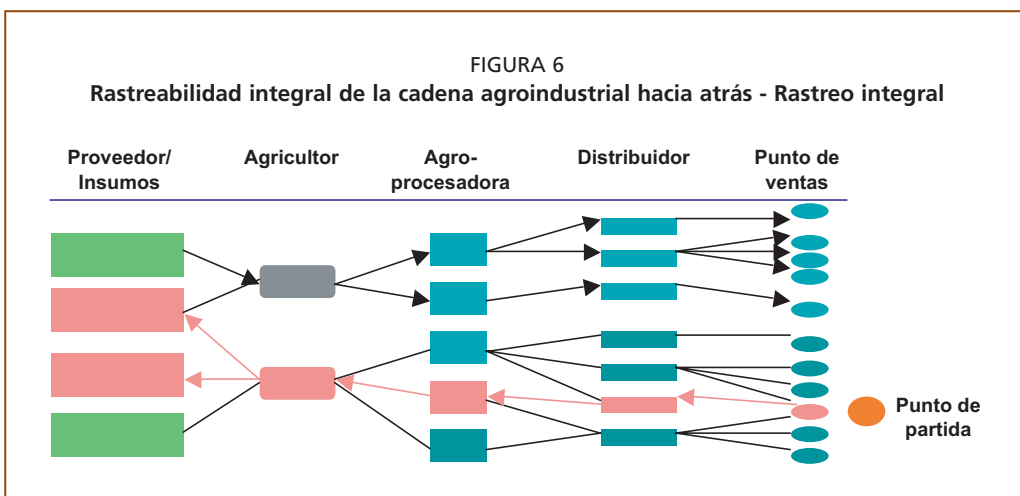 FIGURA 6
Rastreabilidad integral de la cadena agroindustrial hacia atrás - Rastreo integral
Proveedor/
Insumos
Agricultor
Agro-
procesadora
Distribuidor
Punto de
ventas
Punto de
partida